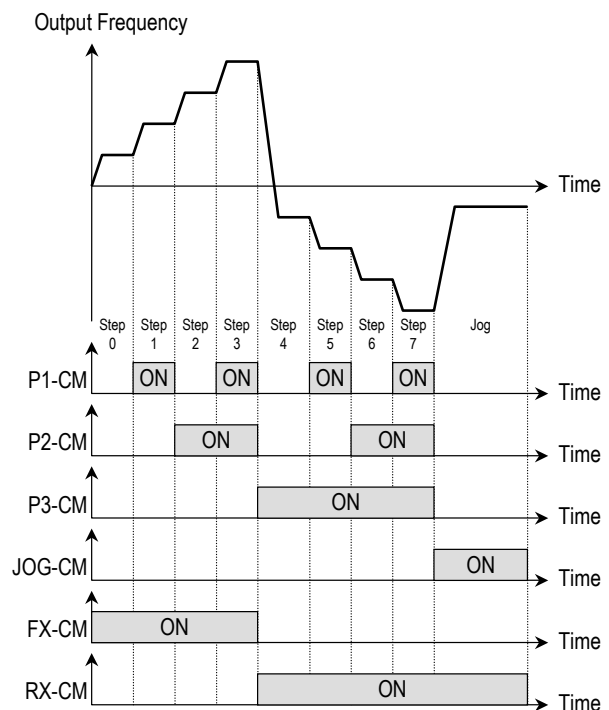 Output Frequency
Time
Step 0 Step 1 Step 2 Step 3 Step 4 Step 5 Step 6 Step 7 Jog
P1-CM ON ON ON ON Time
P2-CM ON ON Time
P3-CM ON Time
JOG-CM ON Time
FX-CM ON Time
RX-CM ON Time